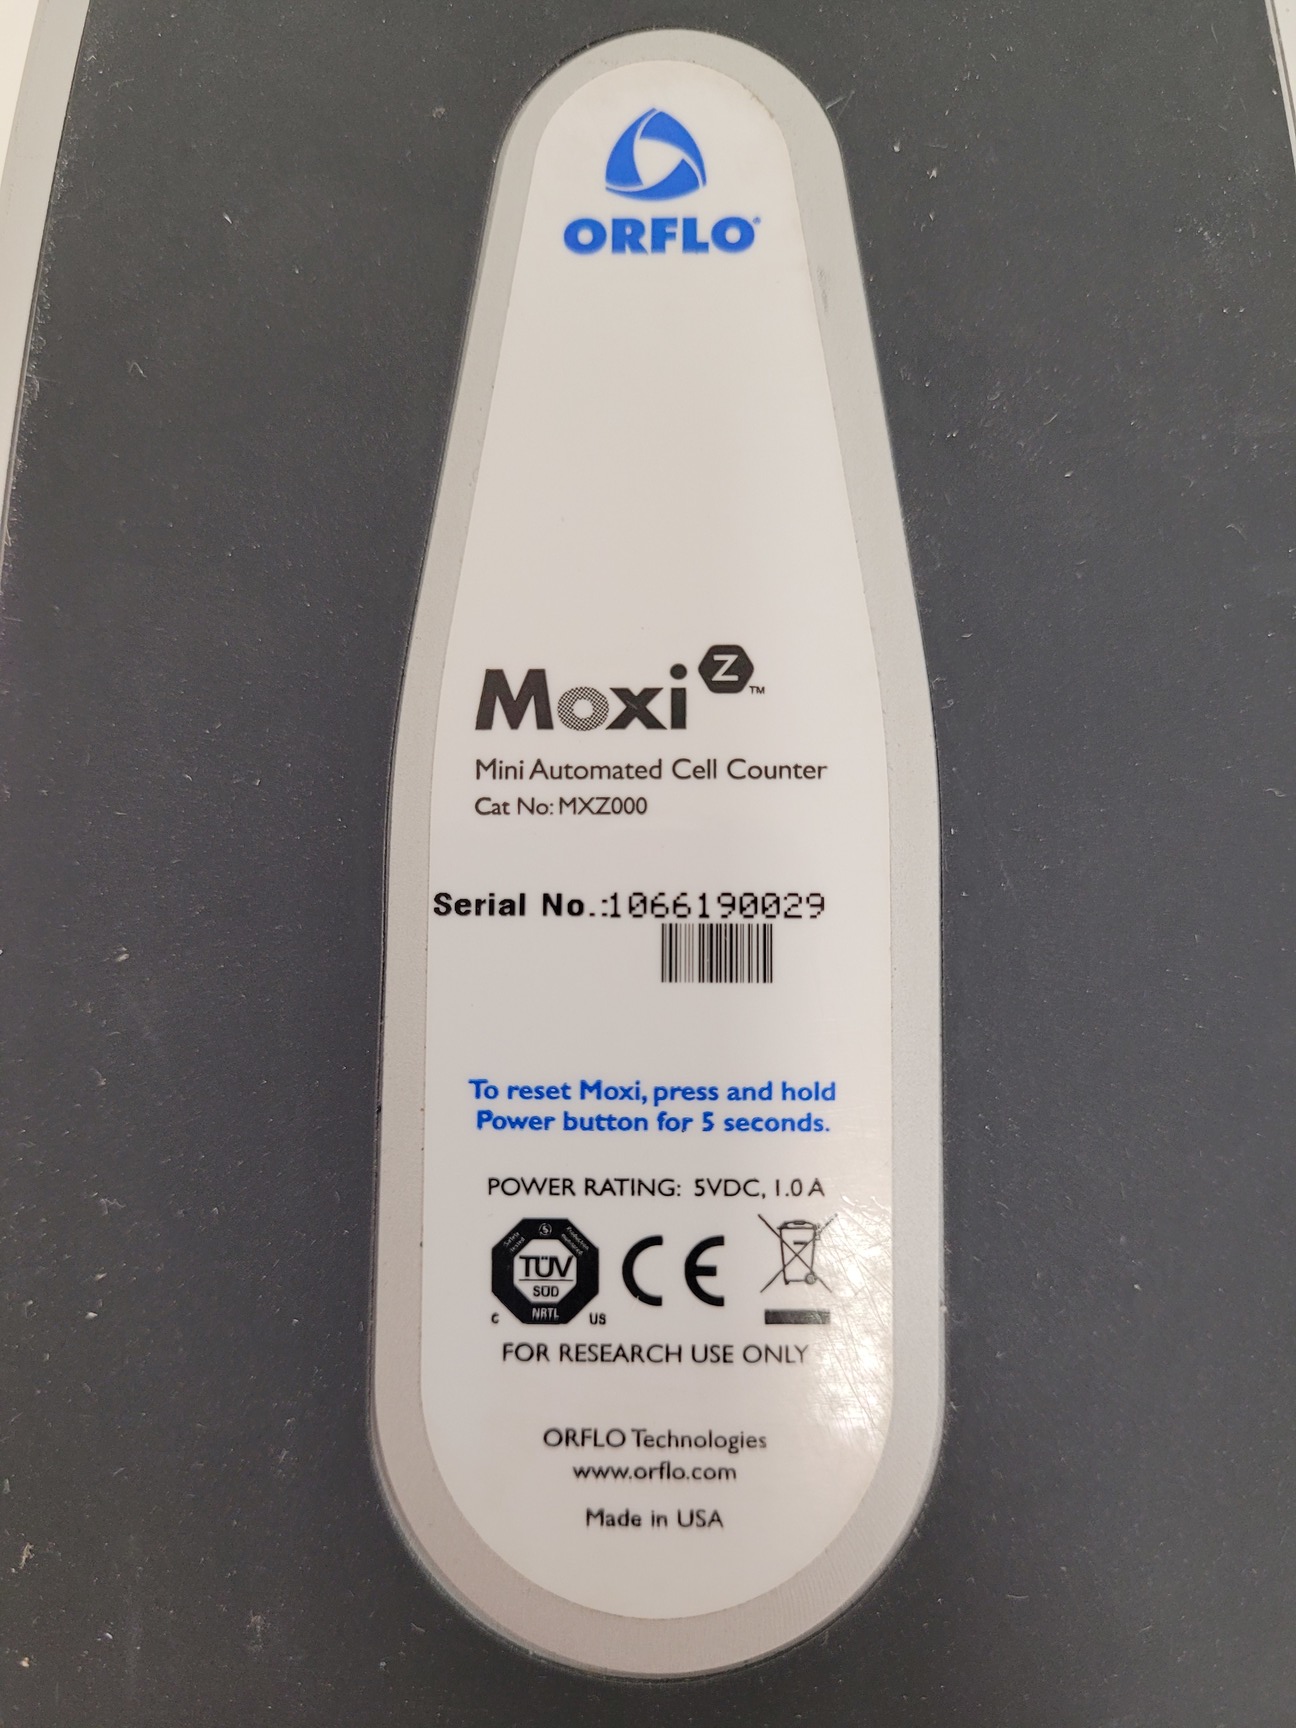 ORFLO®
Moxi Z™
Mini Automated Cell Counter
Cat No: MXZ000
Serial No.:1066190029
To reset Moxi, press and hold
Power button for 5 seconds.
POWER RATING: 5VDC, 1.0 A
TÜV
SÜD
NRTL
C US
CE
FOR RESEARCH USE ONLY
ORFLO Technologies
www.orflo.com
Made in USA